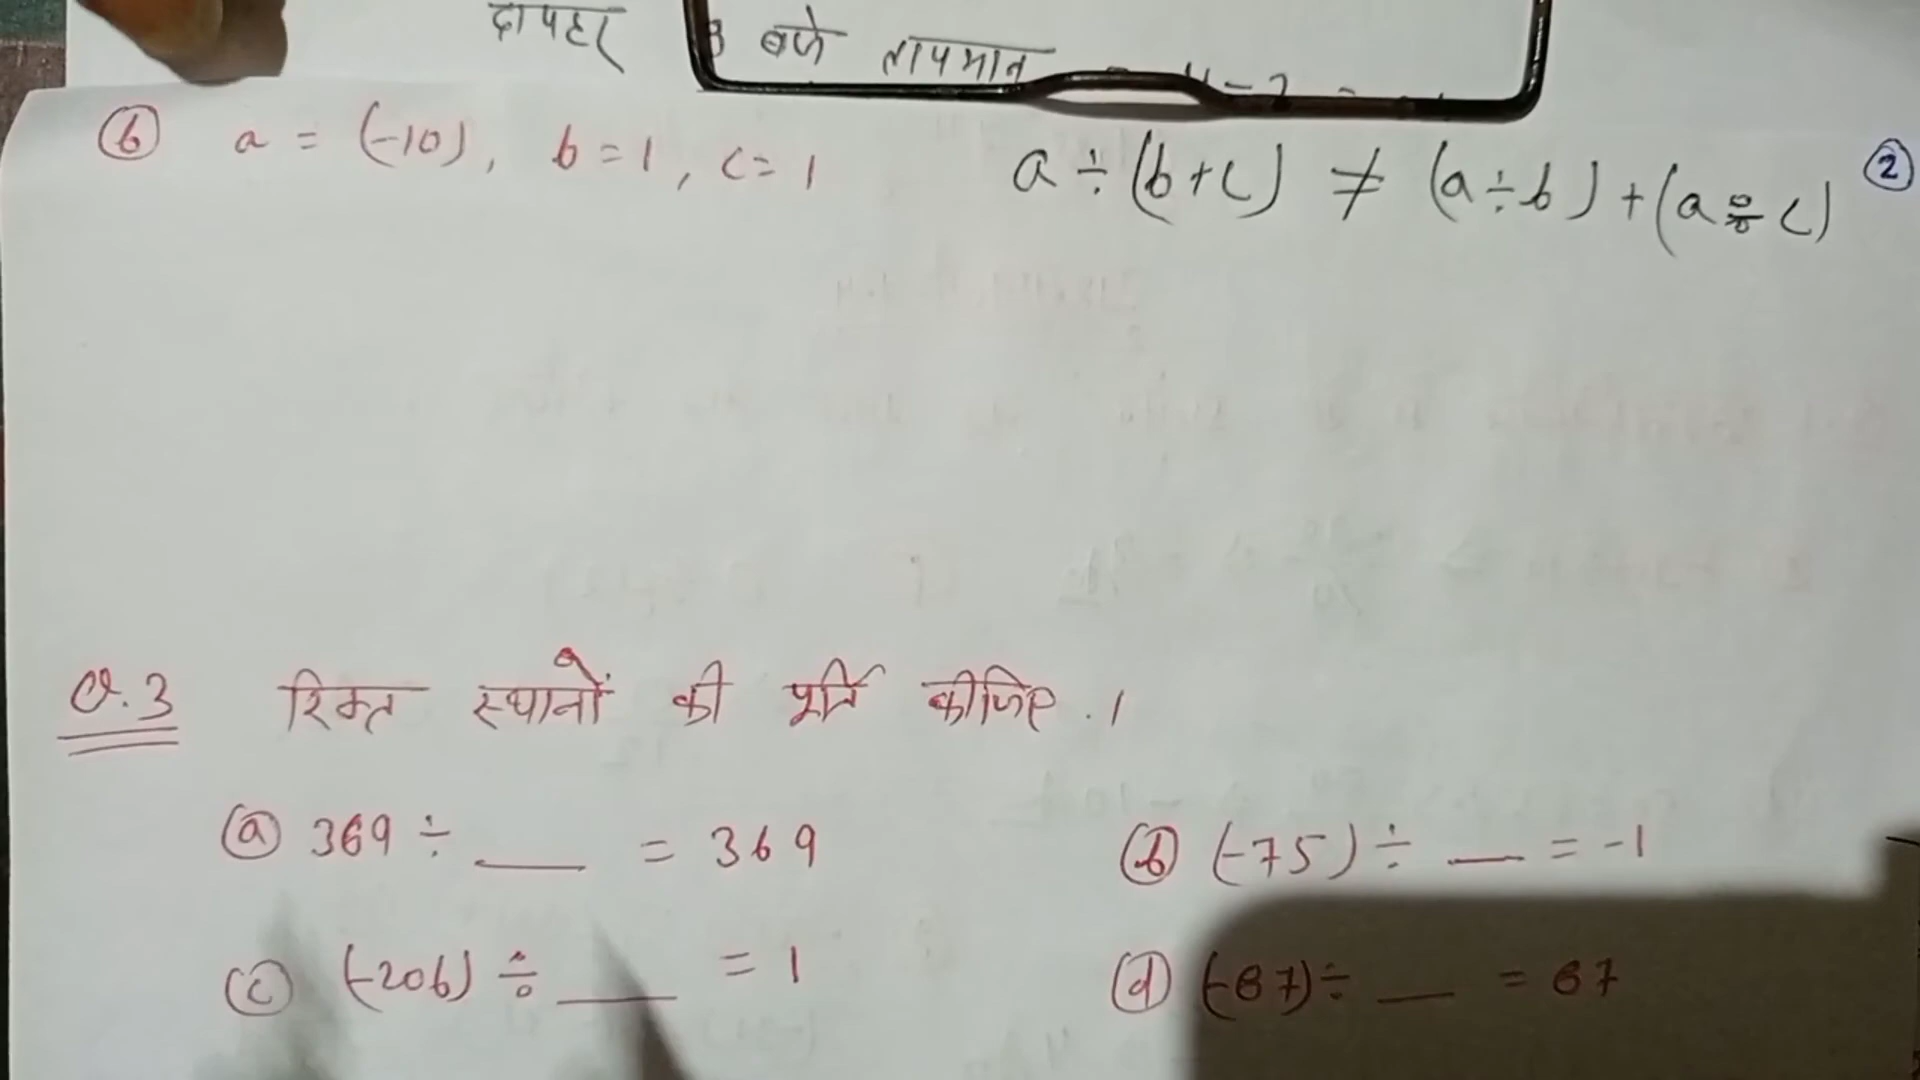 दोपहर 3 बजे तापमान
(b) a = (-10), b = 1, c = 1 a ÷ (b+c) ≠ (a ÷ b) + (a ÷ c) (2)
Q.3 रिक्त स्थानों की पूर्ति कीजिए . ।
(a) 369 ÷ ___ = 369 (b) (-75) ÷ ___ = -1
(c) (-206) ÷ ___ = 1 (d) (-87) ÷ ___ = 87